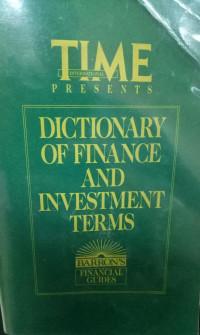 TIME
INTERNATIONAL
PRESENTS
DICTIONARY
OF FINANCE
AND
INVESTMENT
TERMS
BARRON'S
FINANCIAL
GUIDES